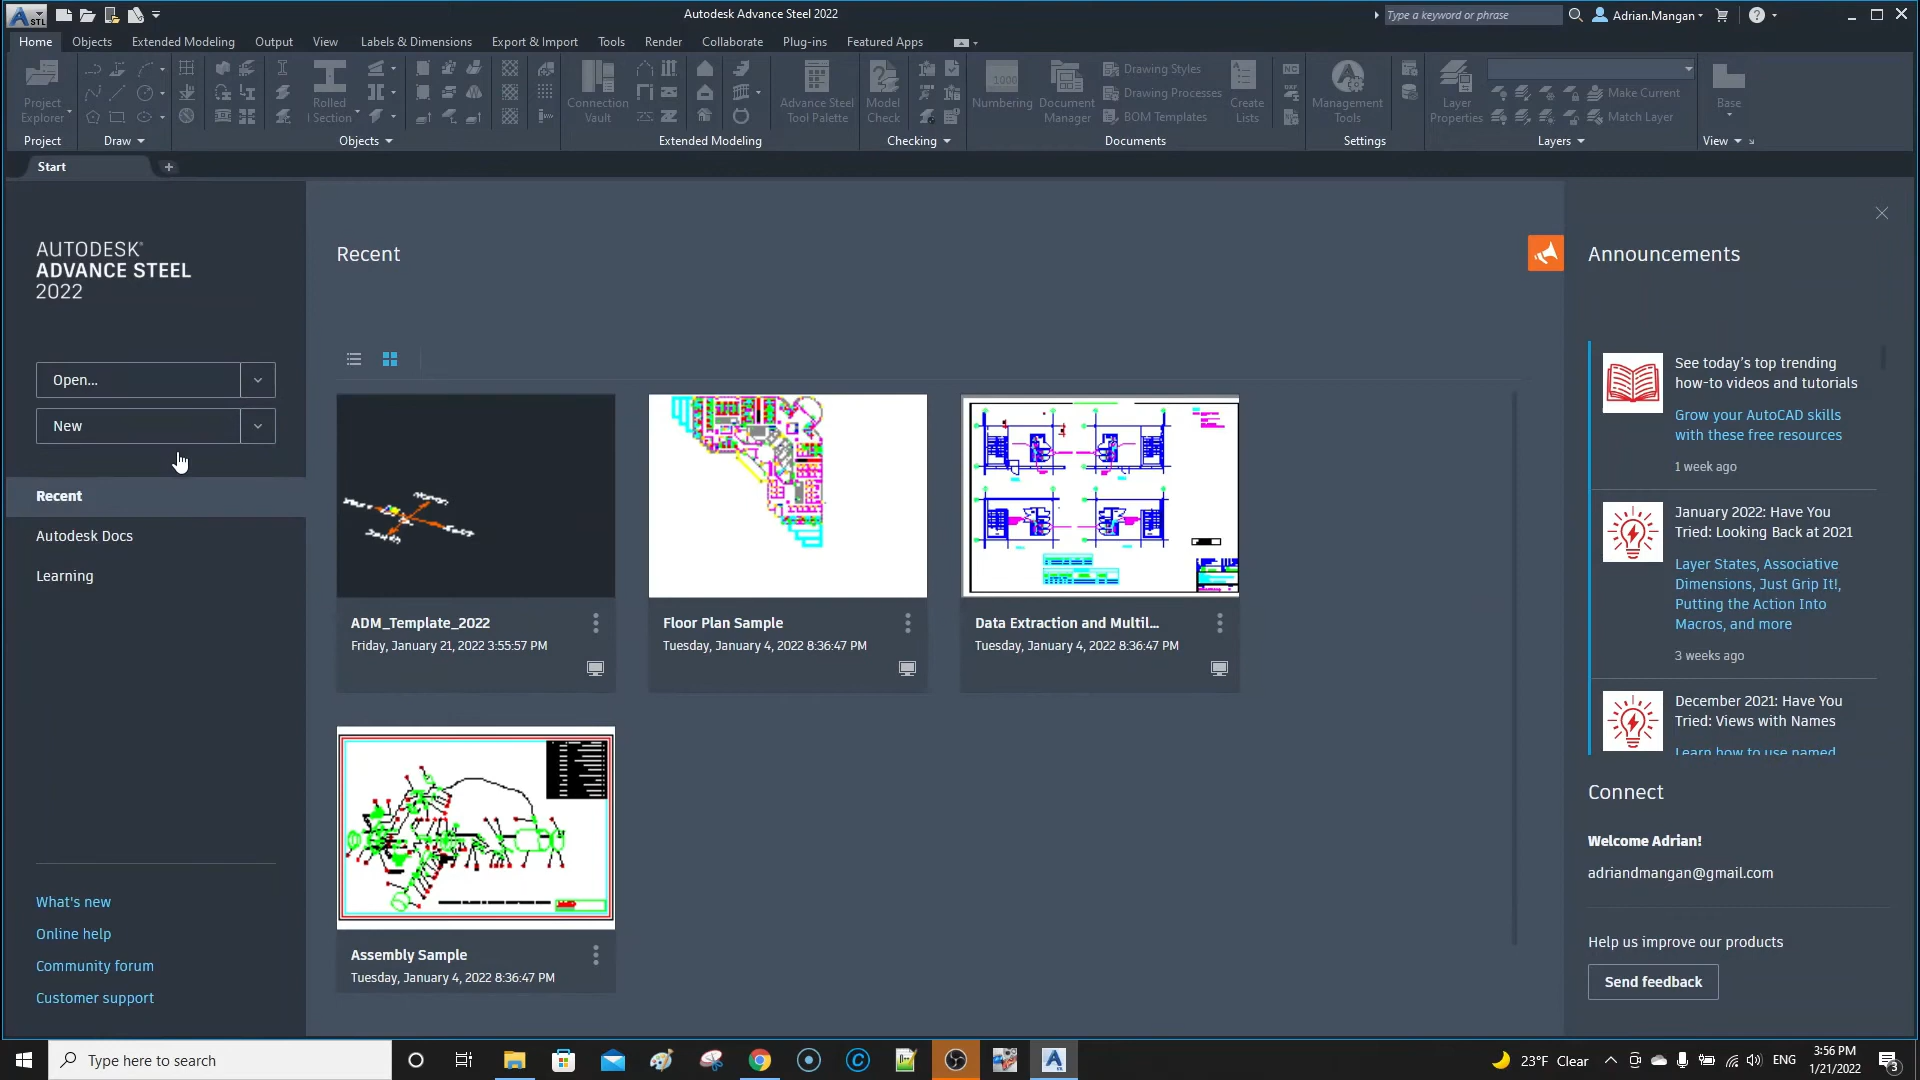 Autodesk Advance Steel 2022
Type a keyword or phrase
Adrian.Mangan
Home
Objects
Extended Modeling
Output
View
Labels & Dimensions
Export & Import
Tools
Render
Collaborate
Plug-ins
Featured Apps
Project
Explorer
Rolled
I Section
Connection
Vault
Advance Steel
Tool Palette
Model
Check
Numbering
Document
Manager
Drawing Styles
Drawing Processes
BOM Templates
Create
Lists
Management
Tools
Layer
Properties
Make Current
Match Layer
Base
Project
Draw
Objects
Extended Modeling
Checking
Documents
Settings
Layers
View
Start
AUTODESK®
ADVANCE STEEL
2022
Open...
New
Recent
Autodesk Docs
Learning
What's new
Online help
Community forum
Customer support
Recent
ADM_Template_2022
Friday, January 21, 2022 3:55:57 PM
Floor Plan Sample
Tuesday, January 4, 2022 8:36:47 PM
Data Extraction and Multil...
Tuesday, January 4, 2022 8:36:47 PM
Assembly Sample
Tuesday, January 4, 2022 8:36:47 PM
Announcements
See today's top trending
how-to videos and tutorials
Grow your AutoCAD skills
with these free resources
1 week ago
January 2022: Have You
Tried: Looking Back at 2021
Layer States, Associative
Dimensions, Just Grip It!,
Putting the Action Into
Macros, and more
3 weeks ago
December 2021: Have You
Tried: Views with Names
Learn how to use named
Connect
Welcome Adrian!
adriandmangan@gmail.com
Help us improve our products
Send feedback
Type here to search
23°F Clear
ENG
3:56 PM
1/21/2022
3